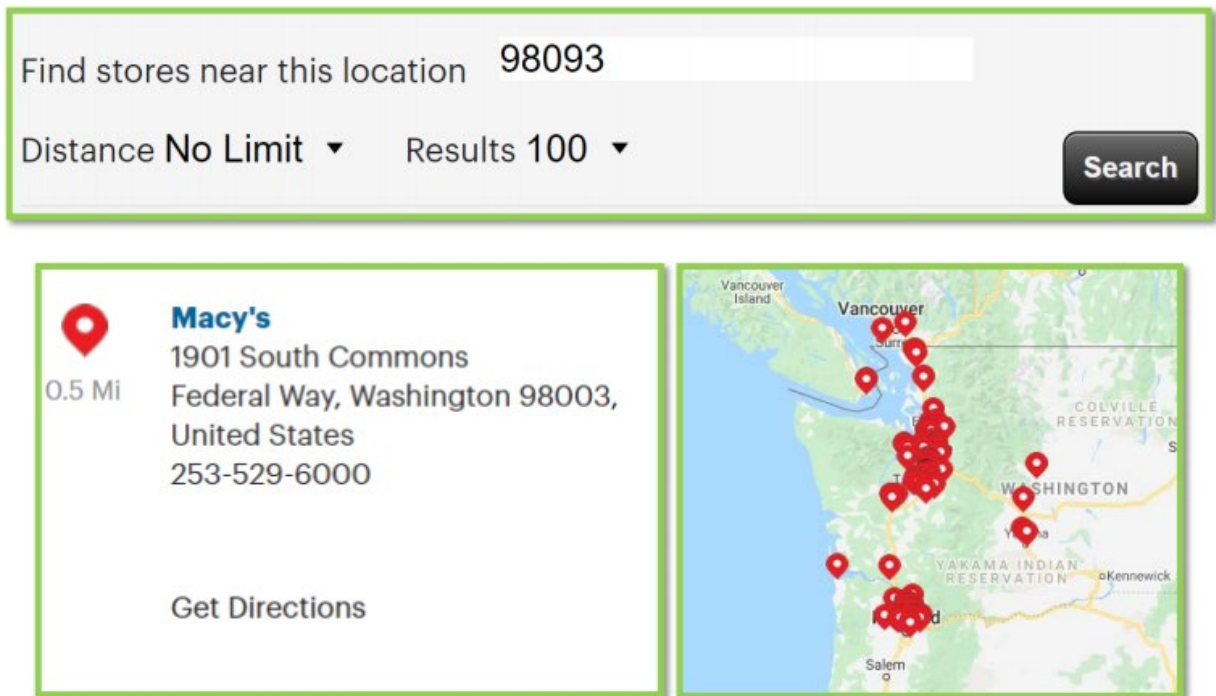 Find stores near this location 98093
Distance No Limit Results 100
Search
Macy's
0.5 Mi
1901 South Commons
Federal Way, Washington 98003,
United States
253-529-6000
Get Directions
Vancouver
Island
Vancouver
COLVILLE
RESERVATION
WASHINGTON
YAKAMA INDIAN
RESERVATION
Kennewick
Salem